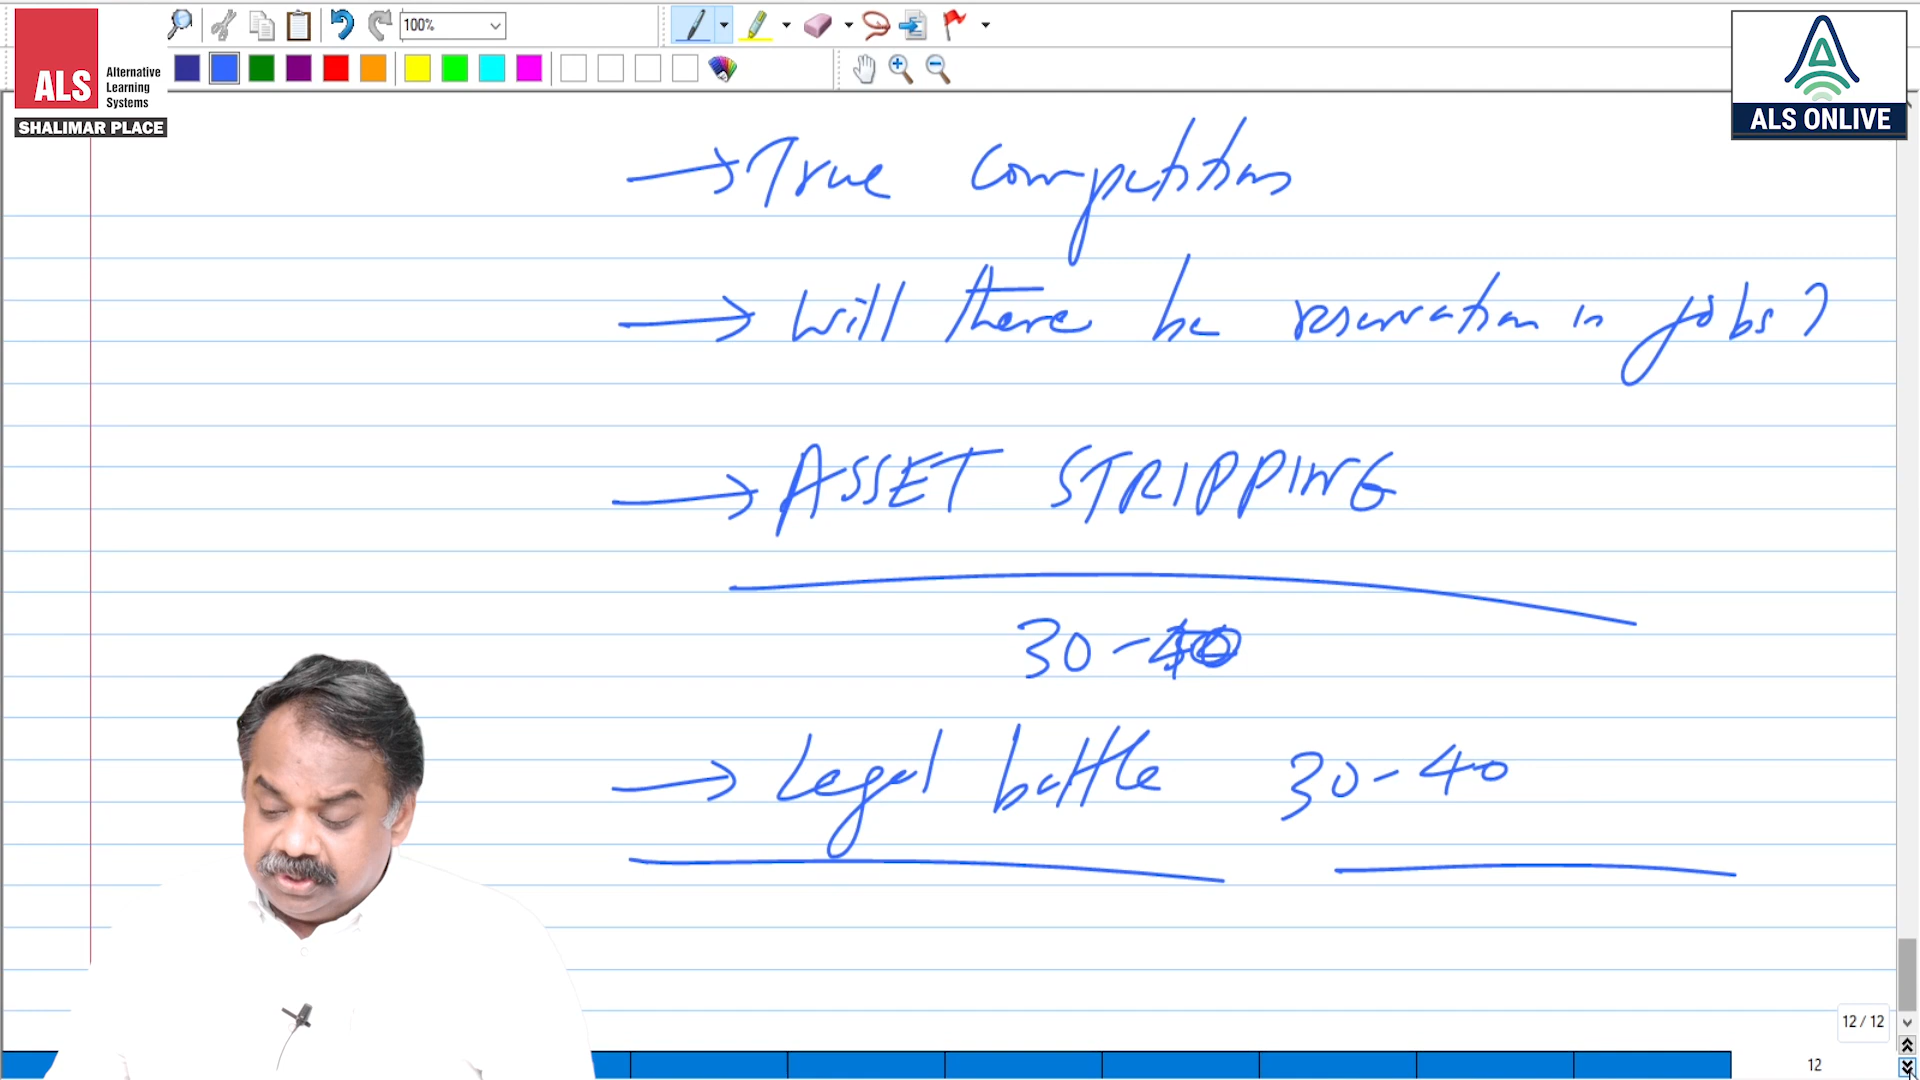 100%
ALS
Alternative
Learning
Systems
SHALIMAR PLACE
ALS ONLIVE
→ True Competition
→ Will there be reservation in jobs?
→ ASSET STRIPPING
30-40
→ Legal battle 30-40
12 / 12
12